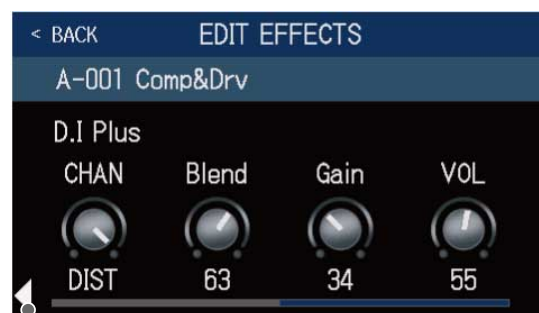 < BACK EDIT EFFECTS
A-001 Comp&Drv
D.I Plus
CHAN Blend Gain VOL
DIST 63 34 55